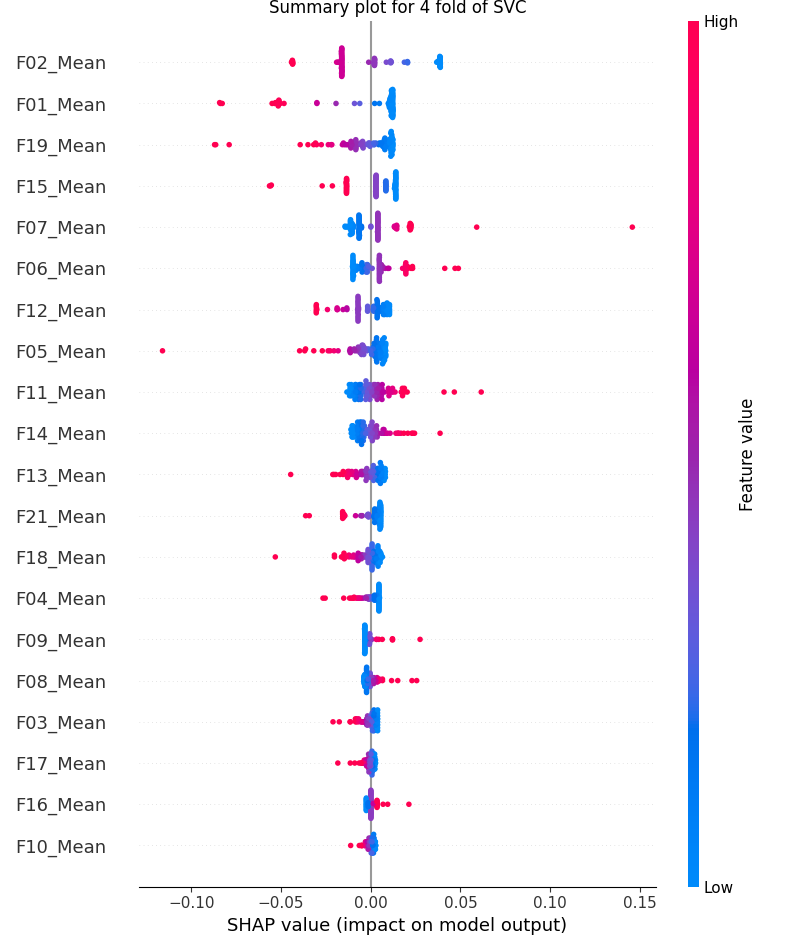 Summary plot for 4 fold of SVC
High
F02_Mean
F01_Mean
F19_Mean
F15_Mean
F07_Mean
F06_Mean
F12_Mean
F05_Mean
F11_Mean
F14_Mean
F13_Mean
F21_Mean
F18_Mean
F04_Mean
F09_Mean
F08_Mean
F03_Mean
F17_Mean
F16_Mean
F10_Mean
Feature value
Low
−0.10 −0.05 0.00 0.05 0.10 0.15
SHAP value (impact on model output)